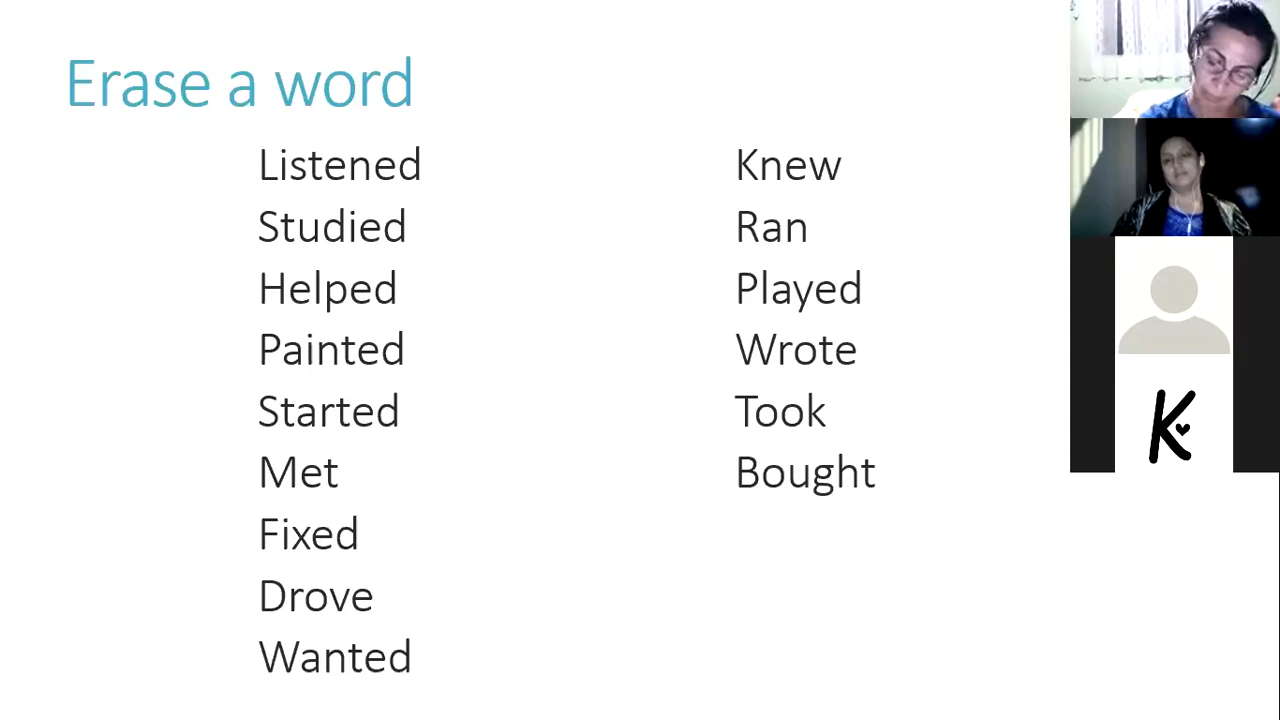 Erase a word
Listened
Studied
Helped
Painted
Started
Met
Fixed
Drove
Wanted
Knew
Ran
Played
Wrote
Took
Bought
K